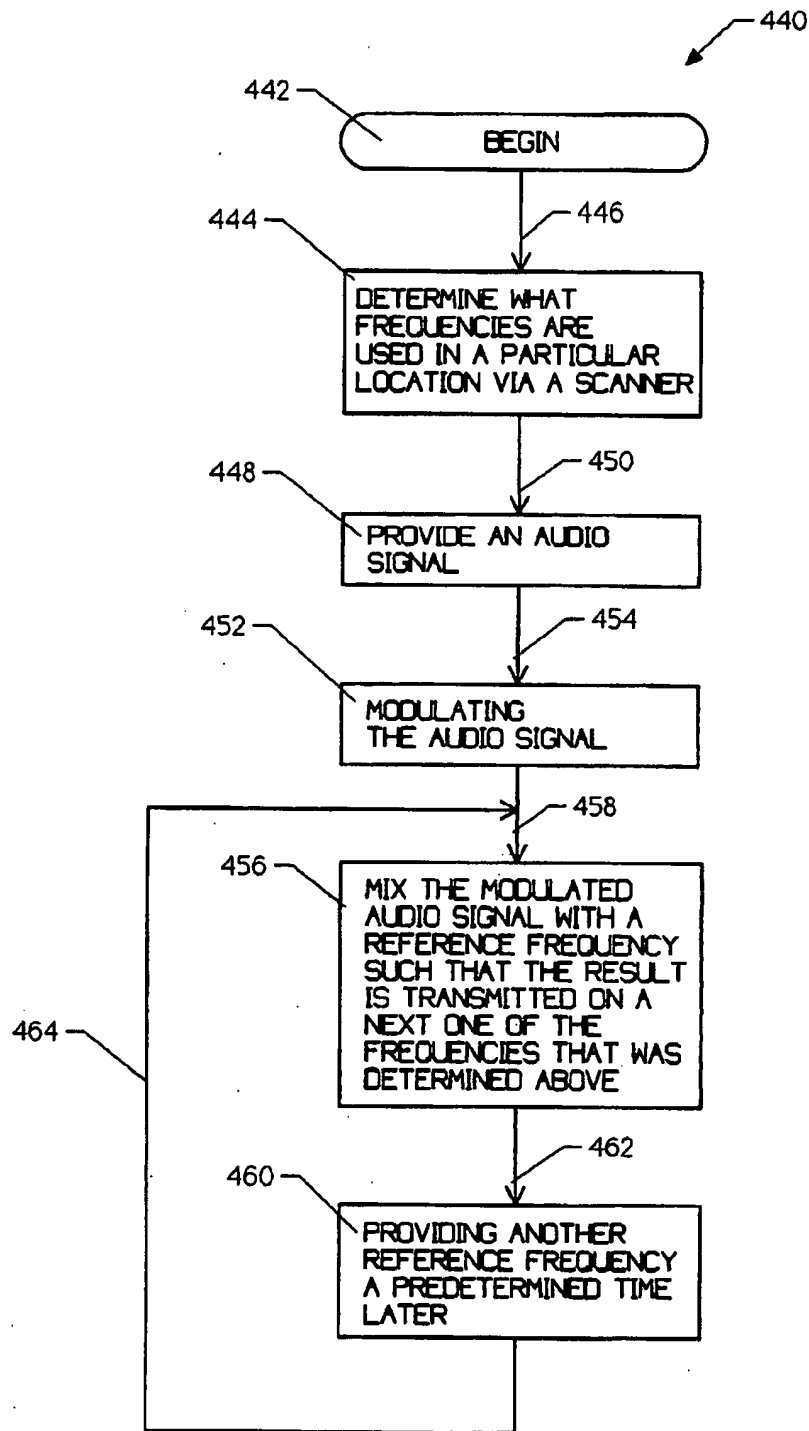 440
442
BEGIN
446
444
DETERMINE WHAT
FREQUENCIES ARE
USED IN A PARTICULAR
LOCATION VIA A SCANNER
450
448
PROVIDE AN AUDIO
SIGNAL
454
452
MODULATING
THE AUDIO SIGNAL
458
456
MIX THE MODULATED
AUDIO SIGNAL WITH A
REFERENCE FREQUENCY
SUCH THAT THE RESULT
IS TRANSMITTED ON A
NEXT ONE OF THE
FREQUENCIES THAT WAS
DETERMINED ABOVE
464
462
460
PROVIDING ANOTHER
REFERENCE FREQUENCY
A PREDETERMINED TIME
LATER